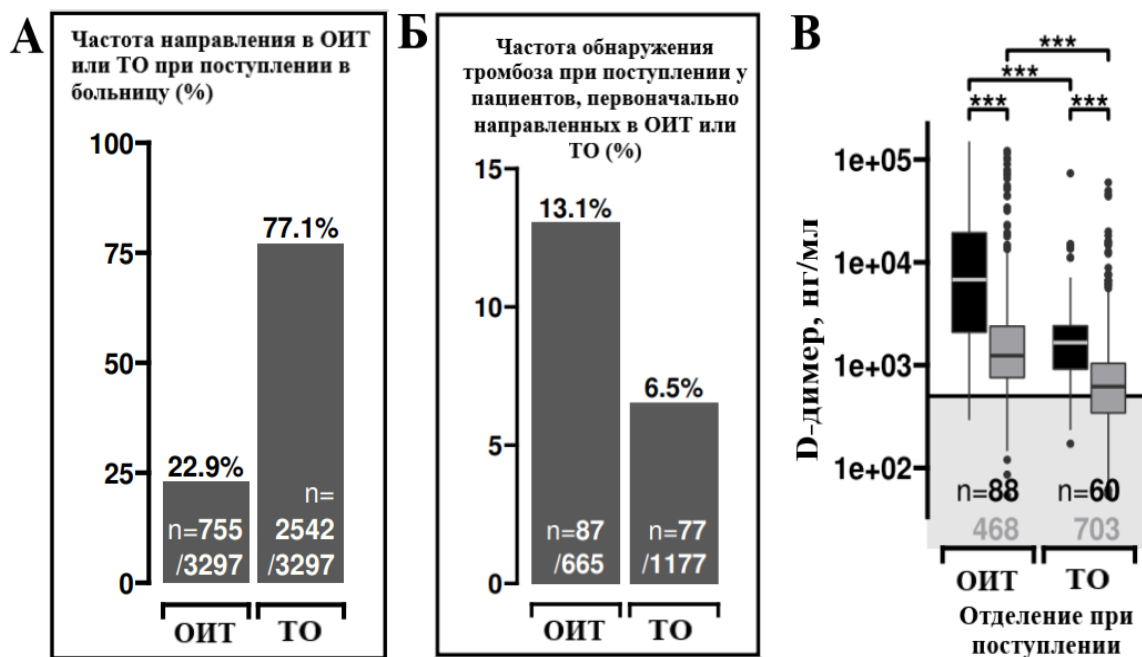 А
Частота направления в ОИТ
или ТО при поступлении в
больницу (%)
100
75
50
25
0
22.9%
77.1%
n=755
/3297
n=
2542
/3297
ОИТ
ТО
Б
Частота обнаружения
тромбоза при поступлении у
пациентов, первоначально
направленных в ОИТ или
ТО (%)
15
10
5
0
13.1%
6.5%
n=87
/665
n=77
/1177
ОИТ
ТО
В
***
***
*** ***
D-димер, нг/мл
1e+05
1e+04
1e+03
1e+02
n=88
468
n=60
703
ОИТ
ТО
Отделение при
поступлении